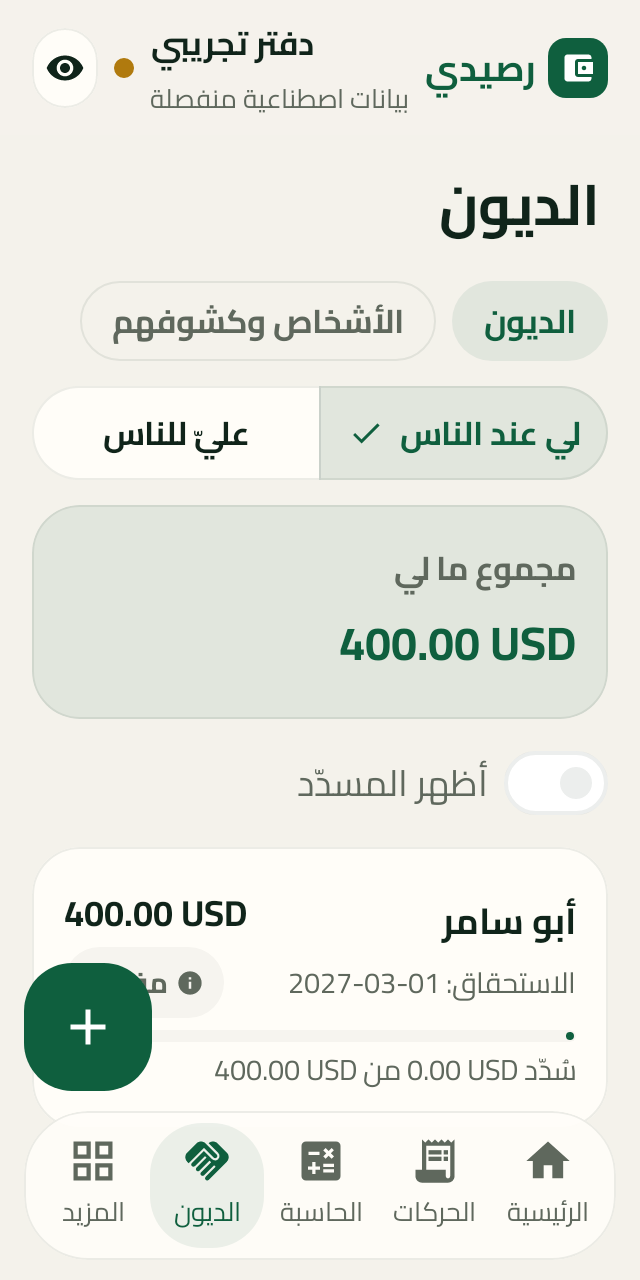 رصيدي
دفتر تجريبي
بيانات اصطناعية منفصلة
الديون
الديون
الأشخاص وكشوفهم
لي عند الناس
عليّ للناس
مجموع ما لي
400.00 USD
أظهر المسدّد
أبو سامر
400.00 USD
الاستحقاق: 2027-03-01
سُدّد 0.00 USD من 400.00 USD
الرئيسية
الحركات
الحاسبة
الديون
المزيد